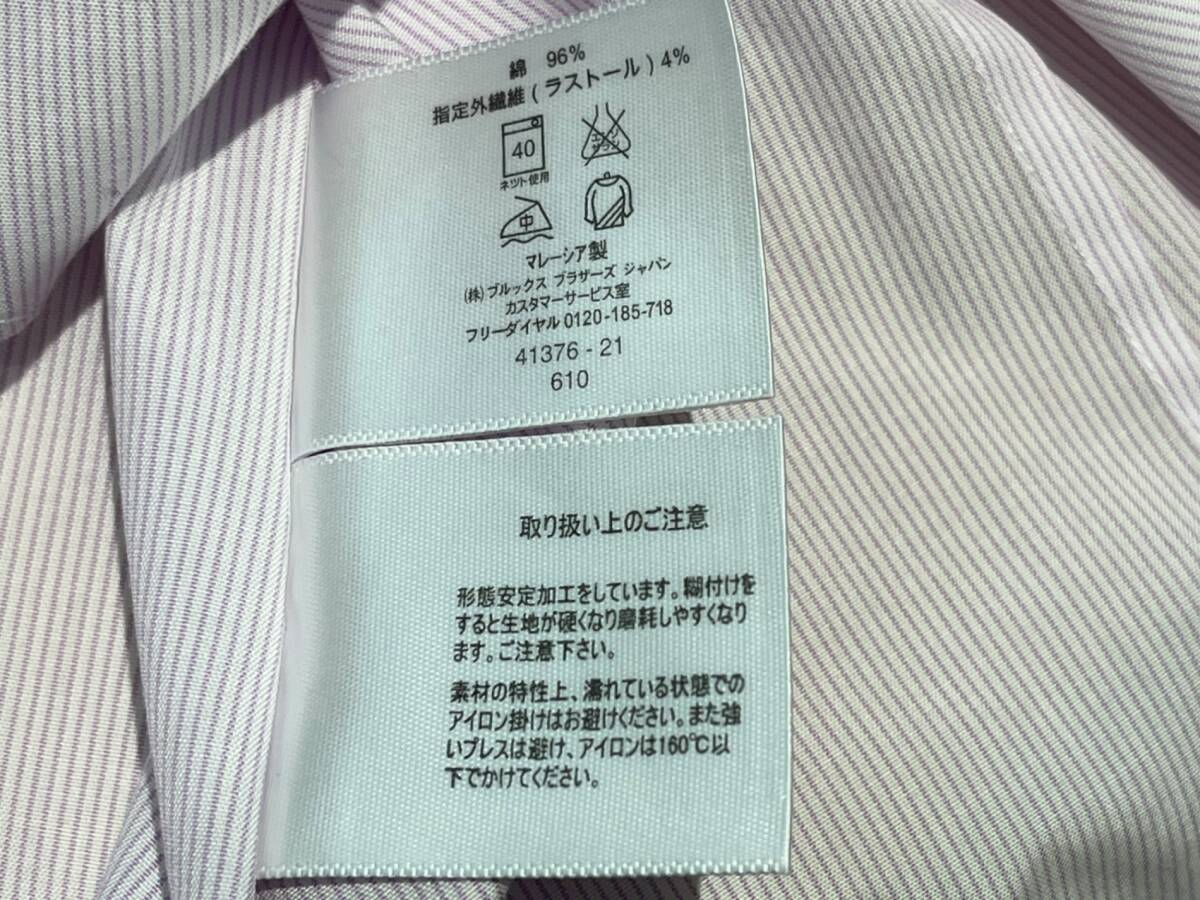 綿 96%
指定外繊維 ( ラストール ) 4%
40
エンソサラシ
ネット使用
中
マレーシア製
(株) ブルックス ブラザーズ ジャパン
カスタマーサービス室
フリーダイヤル 0120-185-718
41376 - 21
610
取り扱い上のご注意
形態安定加工をしています。糊付けを
すると生地が硬くなり磨耗しやすくなり
ます。ご注意下さい。
素材の特性上、濡れている状態での
アイロン掛けはお避けください。また強
いプレスは避け、アイロンは160℃以
下でかけてください。